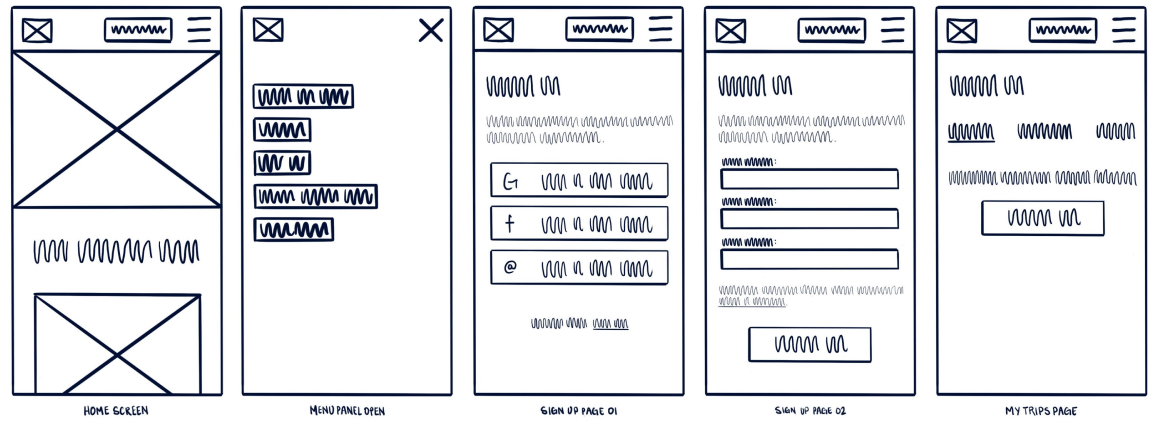 G
f
@
:
:
:
HOME SCREEN
MENU PANEL OPEN
SIGN UP PAGE 01
SIGN UP PAGE 02
MY TRIPS PAGE